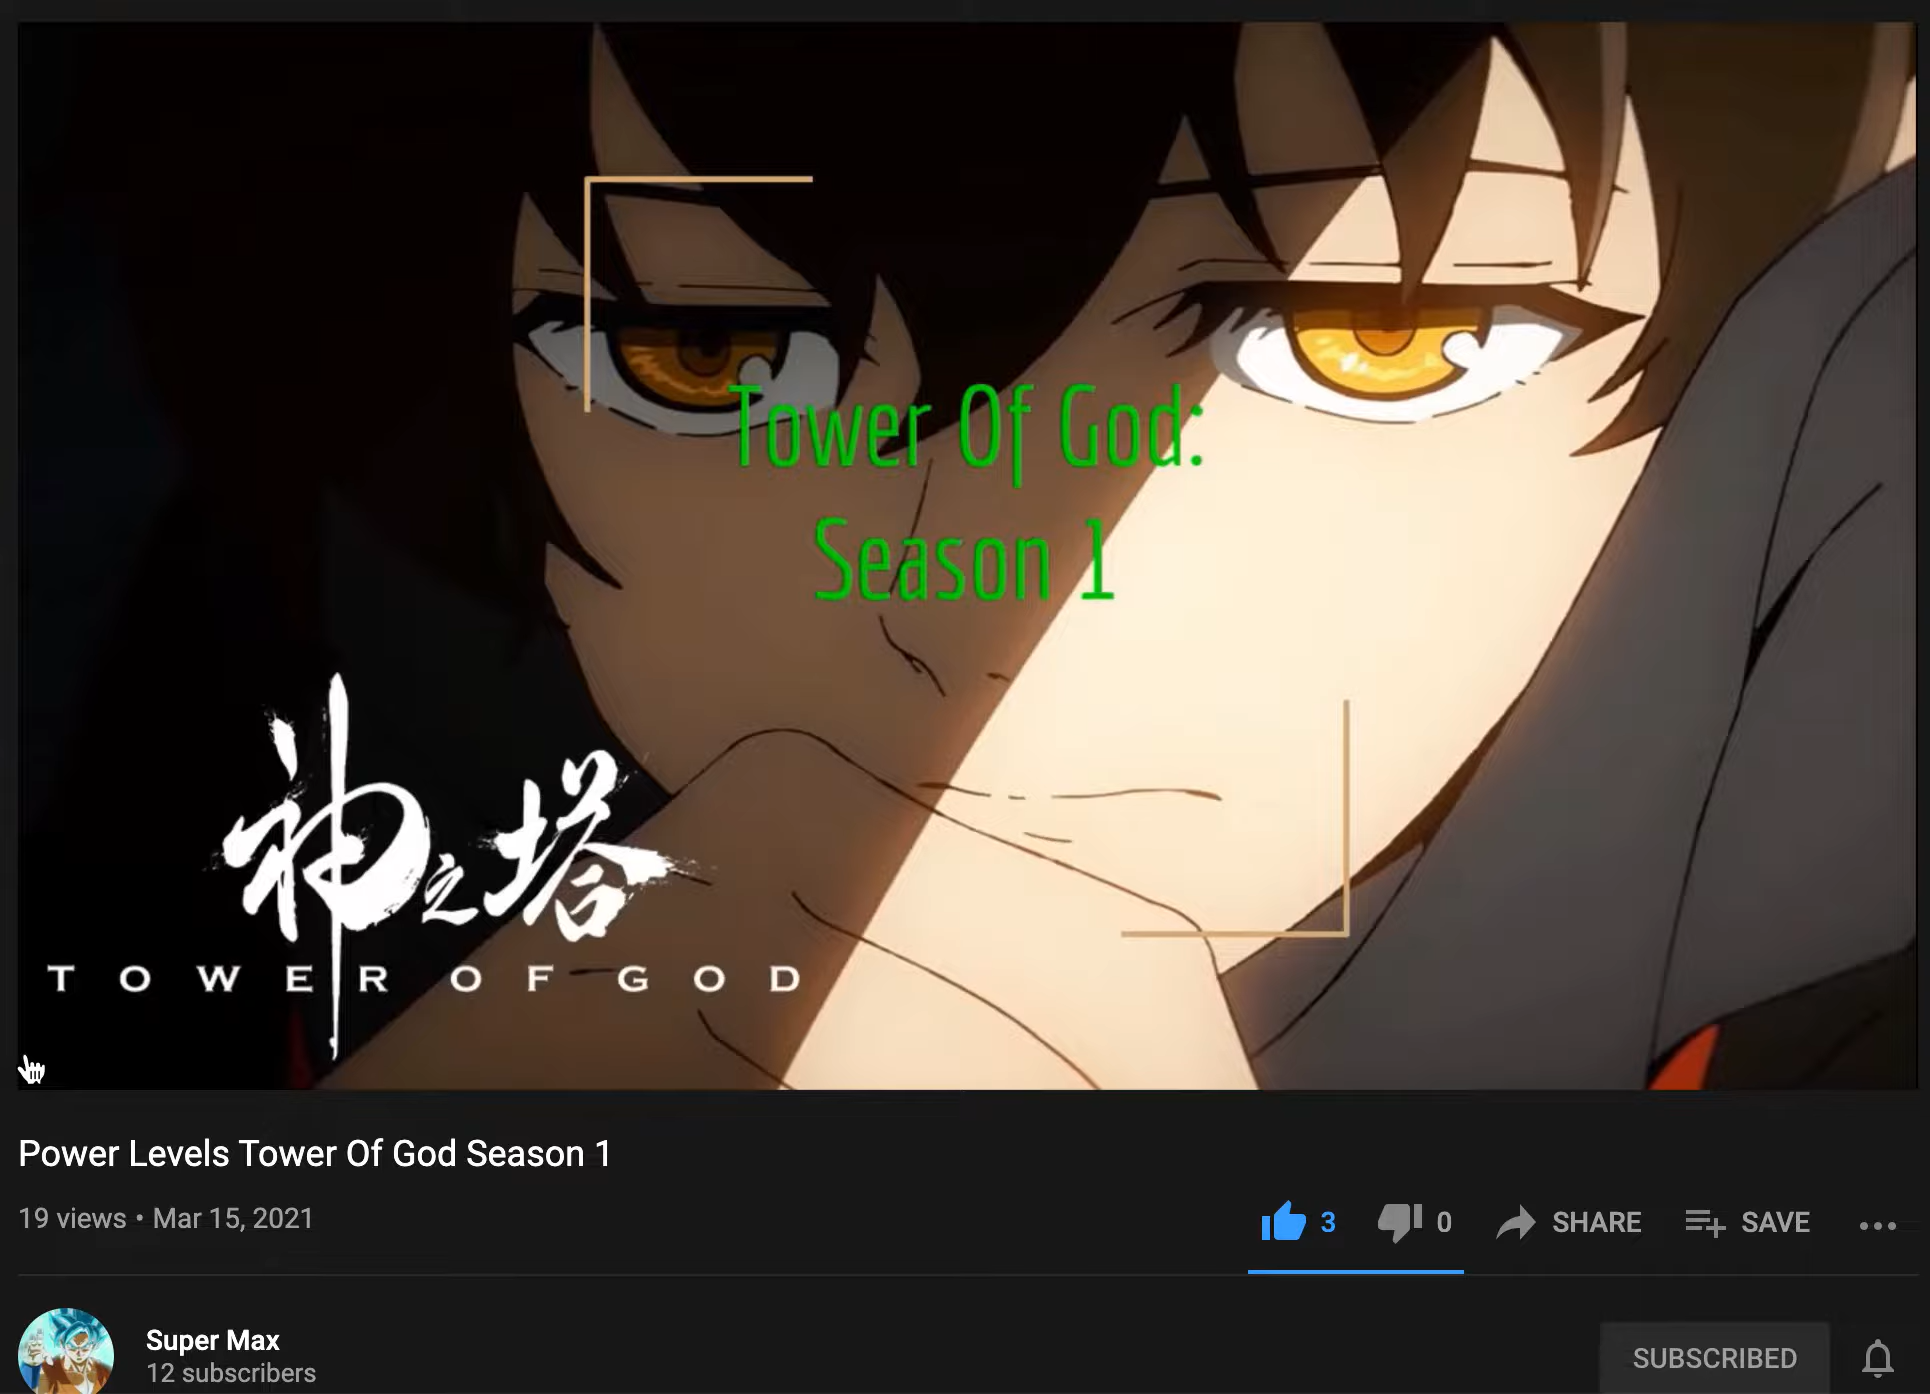 Tower Of God:
Season 1
神之塔
TOWER OF GOD
Power Levels Tower Of God Season 1
19 views • Mar 15, 2021
3
0
SHARE
SAVE
Super Max
12 subscribers
SUBSCRIBED